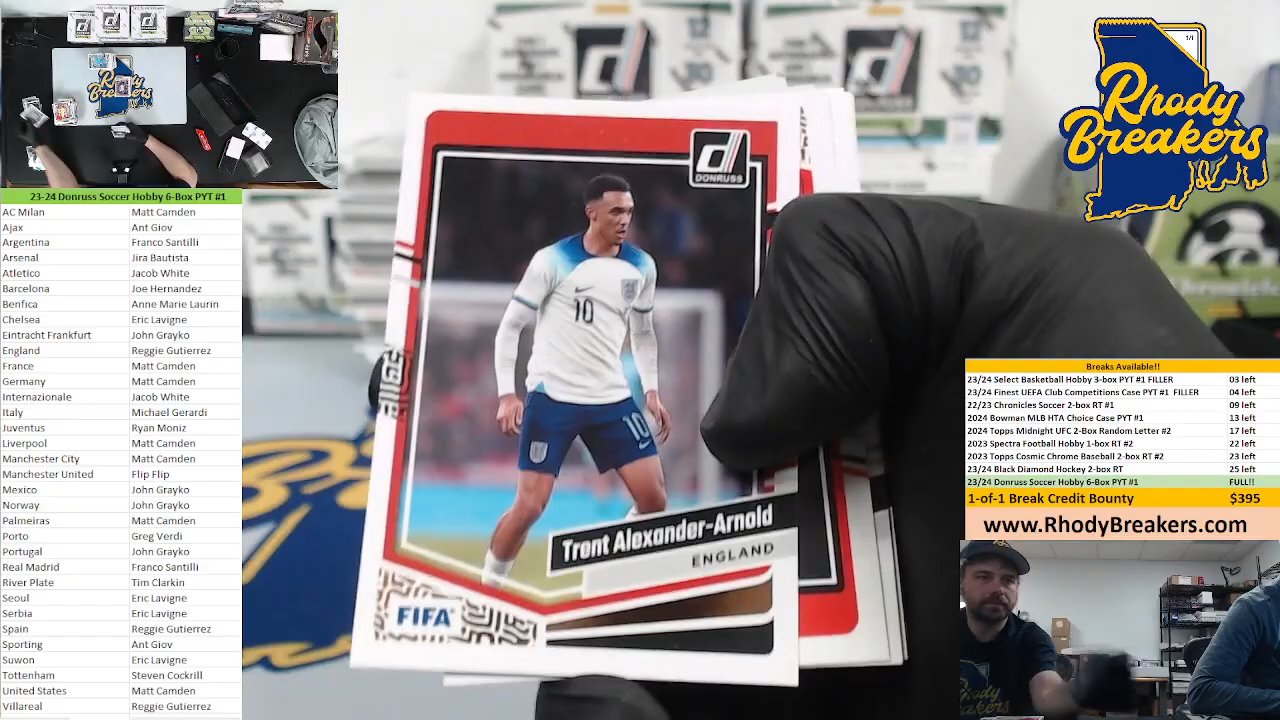 23-24 Donruss Soccer Hobby 6-Box PYT #1
AC Milan Matt Camden
Ajax Ant Giov
Argentina Franco Santilli
Arsenal Jira Bautista
Atletico Jacob White
Barcelona Joe Hernandez
Benfica Anne Marie Laurin
Chelsea Eric Lavigne
Eintracht Frankfurt John Grayko
England Reggie Gutierrez
France Matt Camden
Germany Matt Camden
Internazionale Jacob White
Italy Michael Gerardi
Juventus Ryan Moniz
Liverpool Matt Camden
Manchester City Matt Camden
Manchester United Flip Flip
Mexico John Grayko
Norway John Grayko
Palmeiras Matt Camden
Porto Greg Verdi
Portugal John Grayko
Real Madrid Franco Santilli
River Plate Tim Clarkin
Seoul Eric Lavigne
Serbia Eric Lavigne
Spain Reggie Gutierrez
Sporting Ant Giov
Suwon Eric Lavigne
Tottenham Steven Cockrill
United States Matt Camden
Villareal Reggie Gutierrez
d
DONRUSS
10
10
Trent Alexander-Arnold
ENGLAND
FIFA
1/1
Rhody
Breakers
Breaks Available!!
23/24 Select Basketball Hobby 3-box PYT #1 FILLER 03 left
23/24 Finest UEFA Club Competitions Case PYT #1 FILLER 04 left
22/23 Chronicles Soccer 2-box RT #1 09 left
2024 Bowman MLB HTA Choice Case PYT #1 13 left
2024 Topps Midnight UFC 2-Box Random Letter #2 17 left
2023 Spectra Football Hobby 1-box RT #2 22 left
2023 Topps Cosmic Chrome Baseball 2-box RT #2 23 left
23/24 Black Diamond Hockey 2-box RT 25 left
23/24 Donruss Soccer Hobby 6-Box PYT #1 FULL!!
1-of-1 Break Credit Bounty $395
www.RhodyBreakers.com
Rhody
Breakers